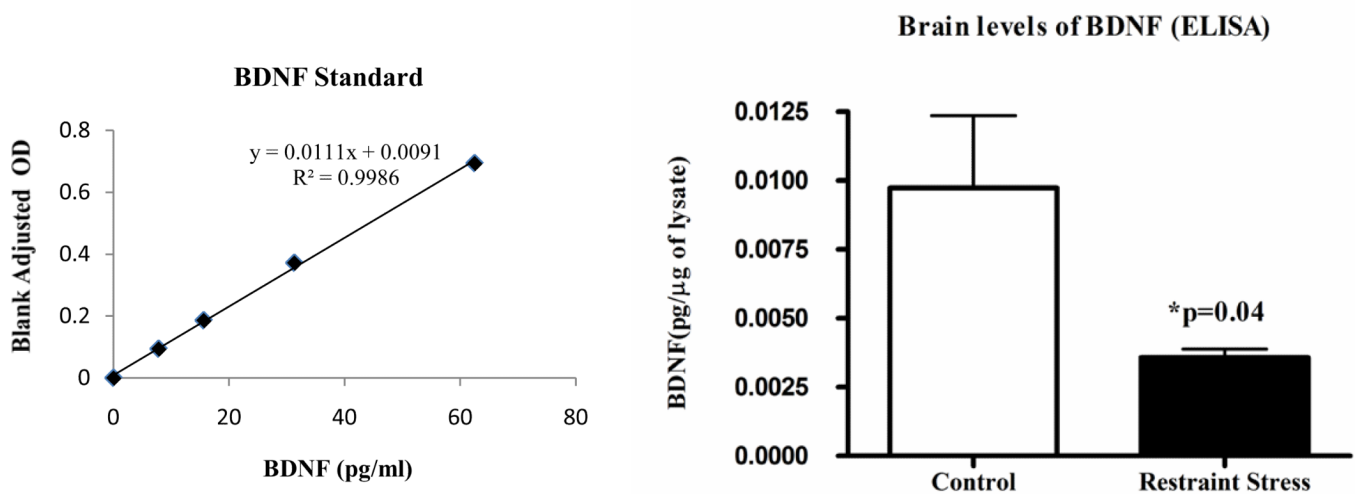 BDNF Standard
Blank Adjusted OD
0.8
0.6
0.4
0.2
0
y = 0.0111x + 0.0091
R² = 0.9986
0 20 40 60 80
BDNF (pg/ml)
Brain levels of BDNF (ELISA)
BDNF(pg/µg of lysate)
0.0125
0.0100
0.0075
0.0050
0.0025
0.0000
*p=0.04
Control Restraint Stress